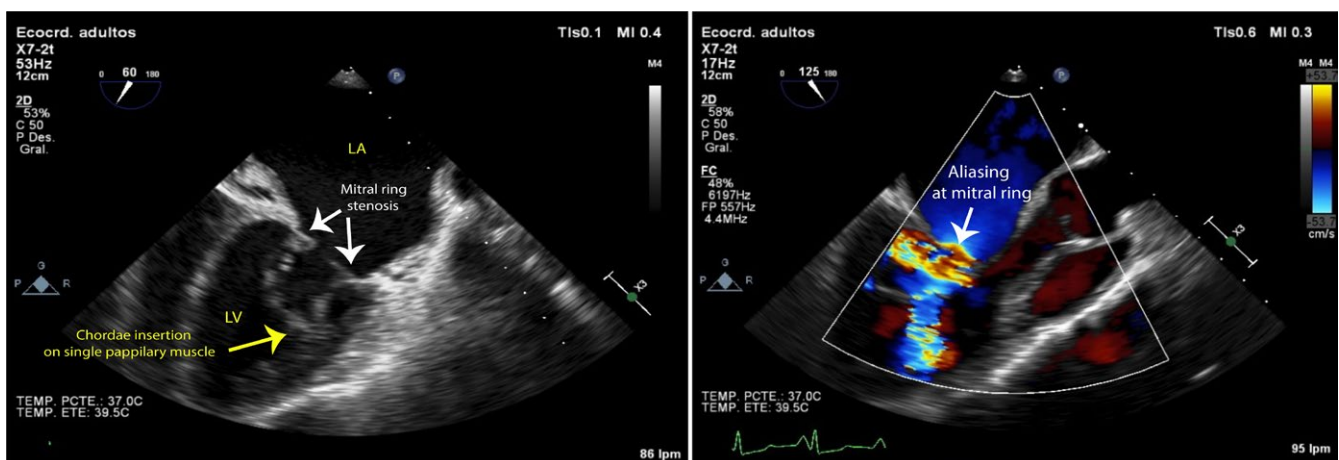 Ecocrd. adultos
X7-2t
53Hz
12cm
TIs0.1 MI 0.4
M4
0 60 180
P
2D
53%
C 50
P Des.
Gral.
LA
Mitral ring
stenosis
G
P R
LV
Chordae insertion
on single pappilary muscle
X3
TEMP. PCTE.: 37.0C
TEMP. ETE: 39.5C
86 lpm
Ecocrd. adultos
X7-2t
17Hz
12cm
TIs0.6 MI 0.3
M4 M4
+53.7
0 125 180
P
2D
58%
C 50
P Des.
Gral.
FC
48%
6197Hz
FP 557Hz
4.4MHz
Aliasing
at mitral ring
-53.7
cm/s
G
P R
X3
TEMP. PCTE.: 37.0C
TEMP. ETE: 39.5C
95 lpm